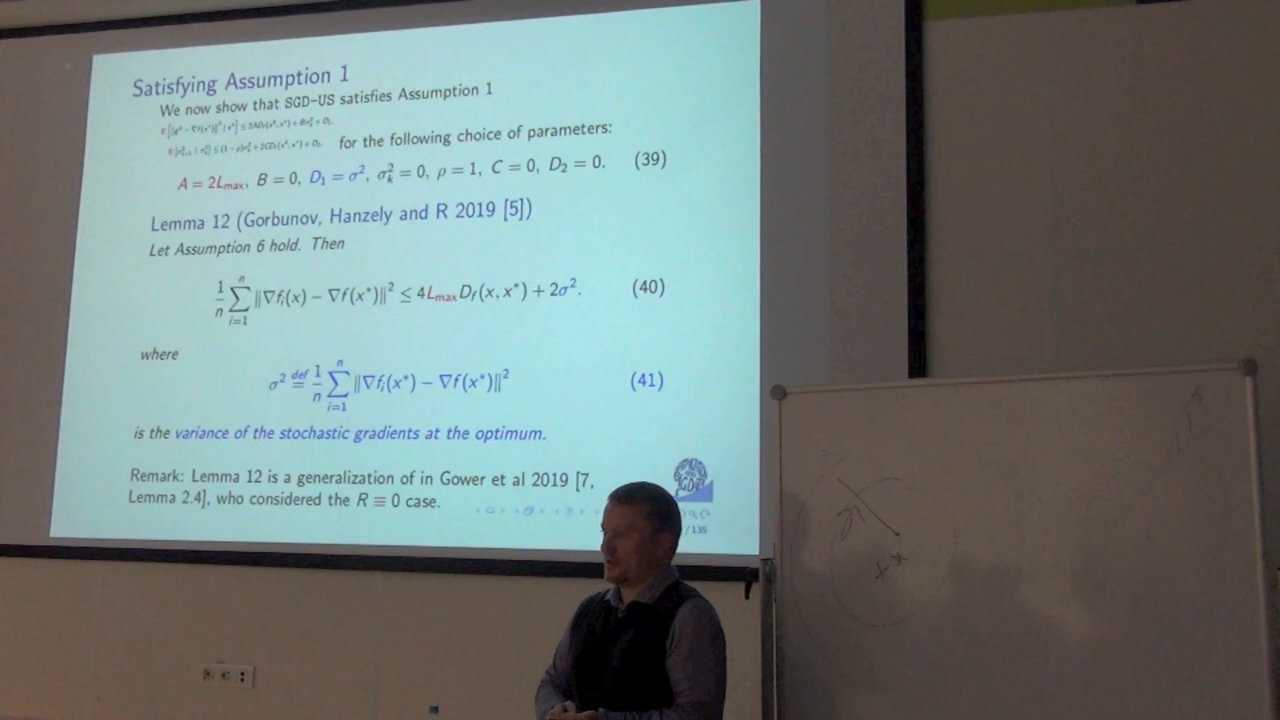 Satisfying Assumption 1
We now show that SGD-US satisfies Assumption 1
for the following choice of parameters:
A = 2L_max, B = 0, D₁ = σ², σ_k² = 0, ρ = 1, C = 0, D₂ = 0. (39)
Lemma 12 (Gorbunov, Hanzely and R 2019 [5])
Let Assumption 6 hold. Then
1/n ∑_{i=1}^{n} ‖∇f_i(x) − ∇f(x*)‖² ≤ 4L_max D_f(x, x*) + 2σ². (40)
where
σ² def= 1/n ∑_{i=1}^{n} ‖∇f_i(x*) − ∇f(x*)‖² (41)
is the variance of the stochastic gradients at the optimum.
Remark: Lemma 12 is a generalization of in Gower et al 2019 [7,
Lemma 2.4], who considered the R ≡ 0 case.
/ 135
x*